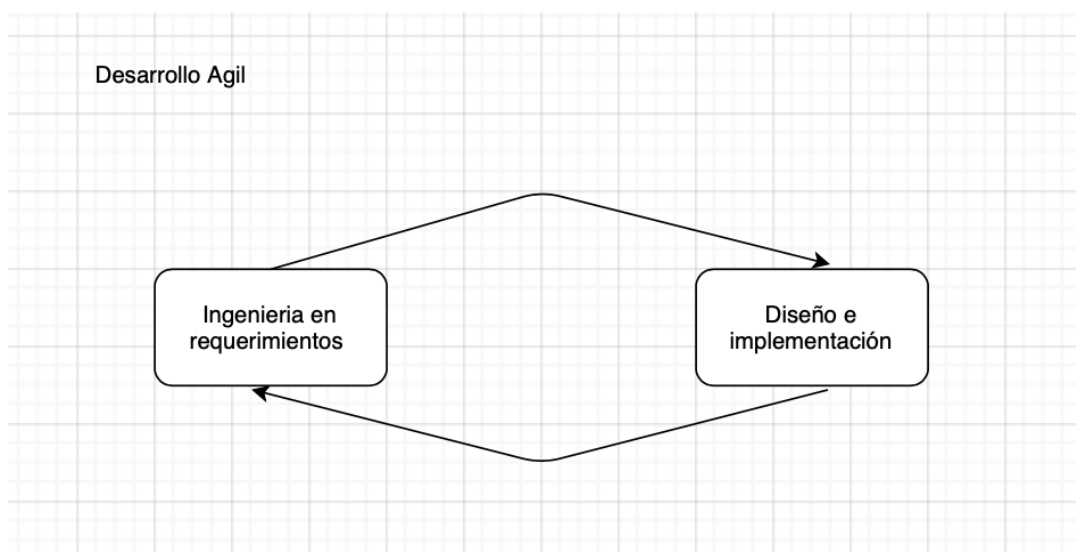 Desarrollo Agil
Ingenieria en
requerimientos
Diseño e
implementación